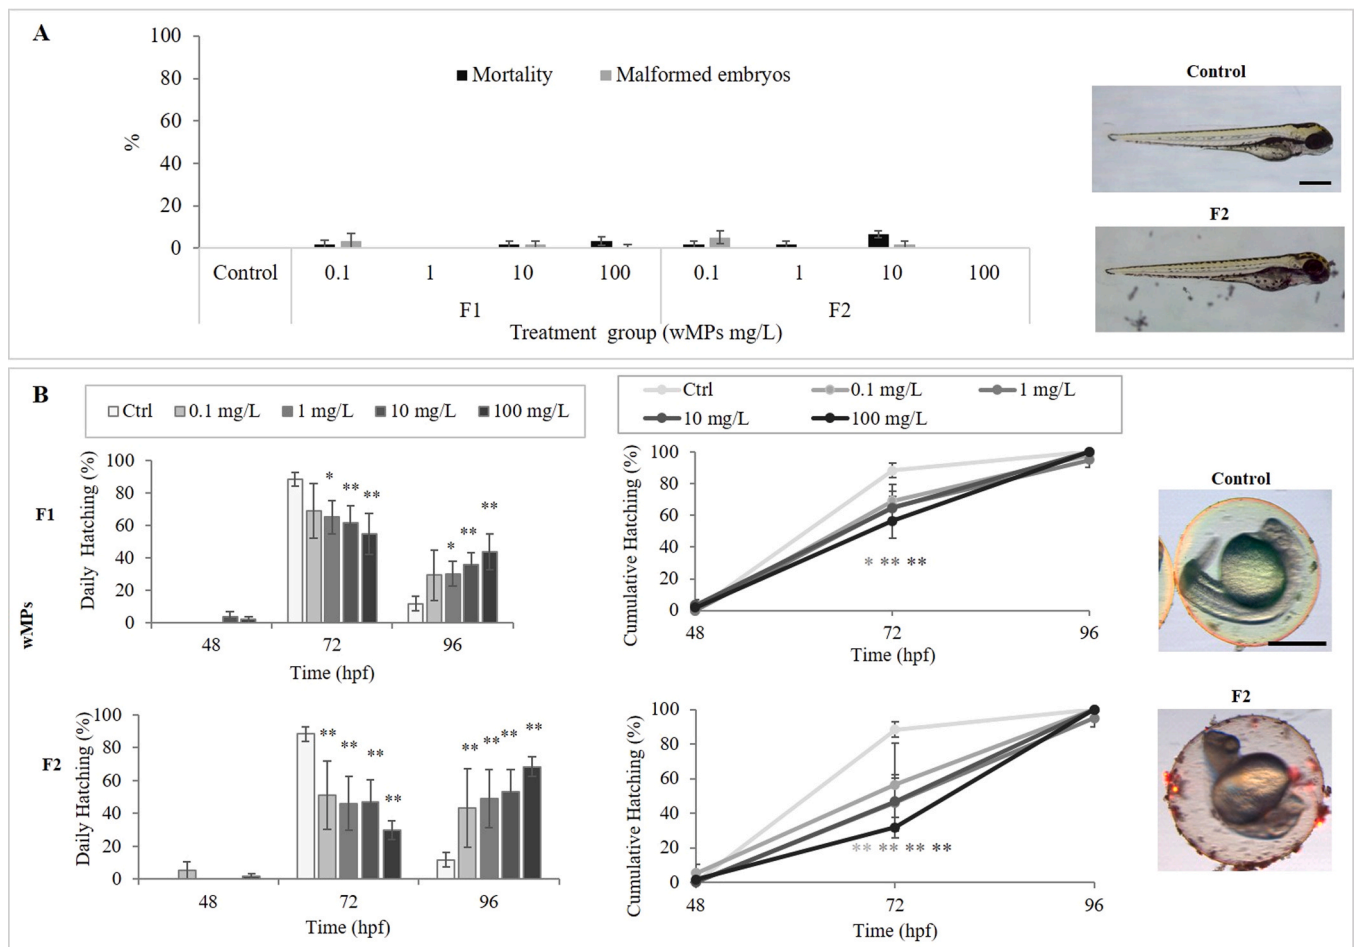 A
100
80
60
40
20
0
%
Mortality
Malformed embryos
Control 0.1 1 10 100 0.1 1 10 100
F1 F2
Treatment group (wMPs mg/L)
Control
F2
B
Ctrl 0.1 mg/L 1 mg/L 10 mg/L 100 mg/L
Ctrl 0.1 mg/L 1 mg/L
10 mg/L 100 mg/L
wMPs
F1
Daily Hatching (%)
100
80
60
40
20
0
* ** **
* ** **
48 72 96
Time (hpf)
Cumulative Hatching (%)
100
80
60
40
20
0
* ** **
48 72 96
Time (hpf)
Control
F2
Daily Hatching (%)
100
80
60
40
20
0
** ** ** **
** ** ** **
48 72 96
Time (hpf)
Cumulative Hatching (%)
100
80
60
40
20
0
** ** ** **
48 72 96
Time (hpf)
F2